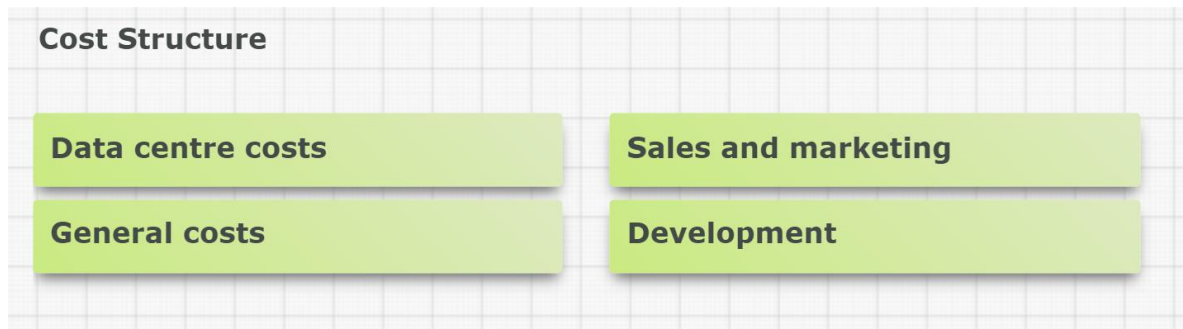 Cost Structure
Data centre costs
Sales and marketing
General costs
Development